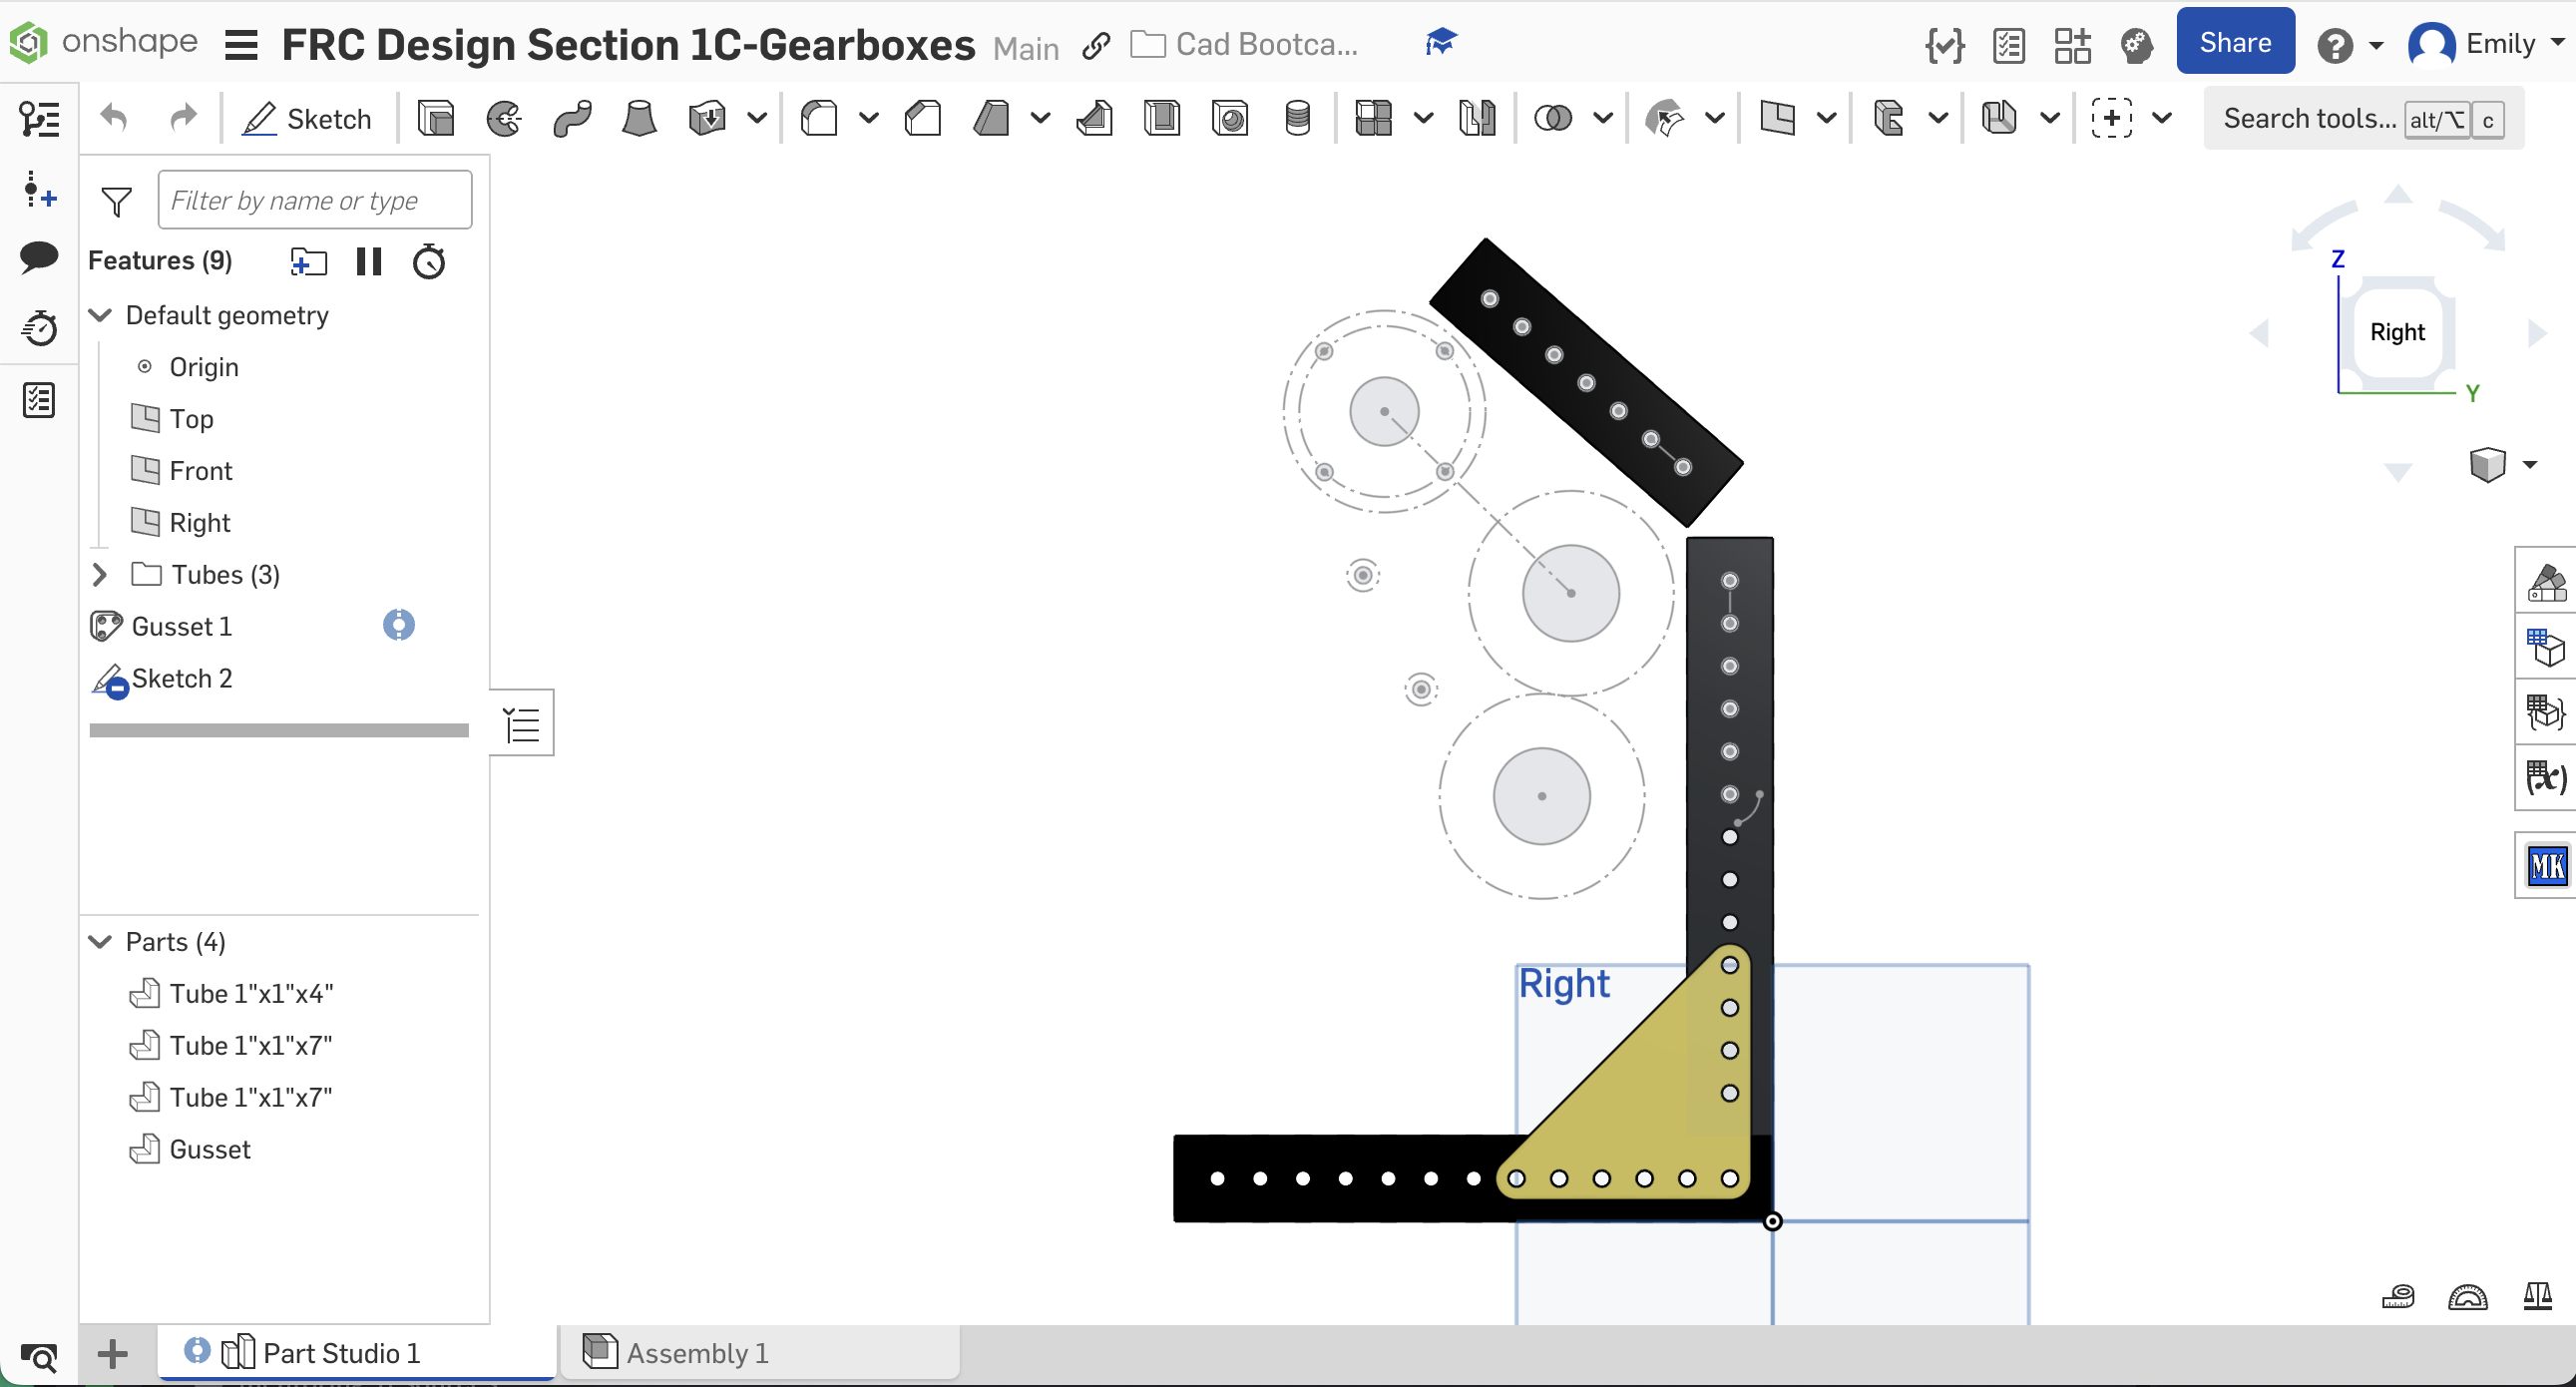 onshape FRC Design Section 1C-Gearboxes Main Cad Bootca... Share Emily
Sketch Search tools... alt/⌥ c
Filter by name or type
Features (9)
Default geometry
Origin
Top
Front
Right
Tubes (3)
Gusset 1
Sketch 2
Parts (4)
Tube 1"x1"x4"
Tube 1"x1"x7"
Tube 1"x1"x7"
Gusset
Right
Z
Right
Y
(x)
MK
Part Studio 1
Assembly 1